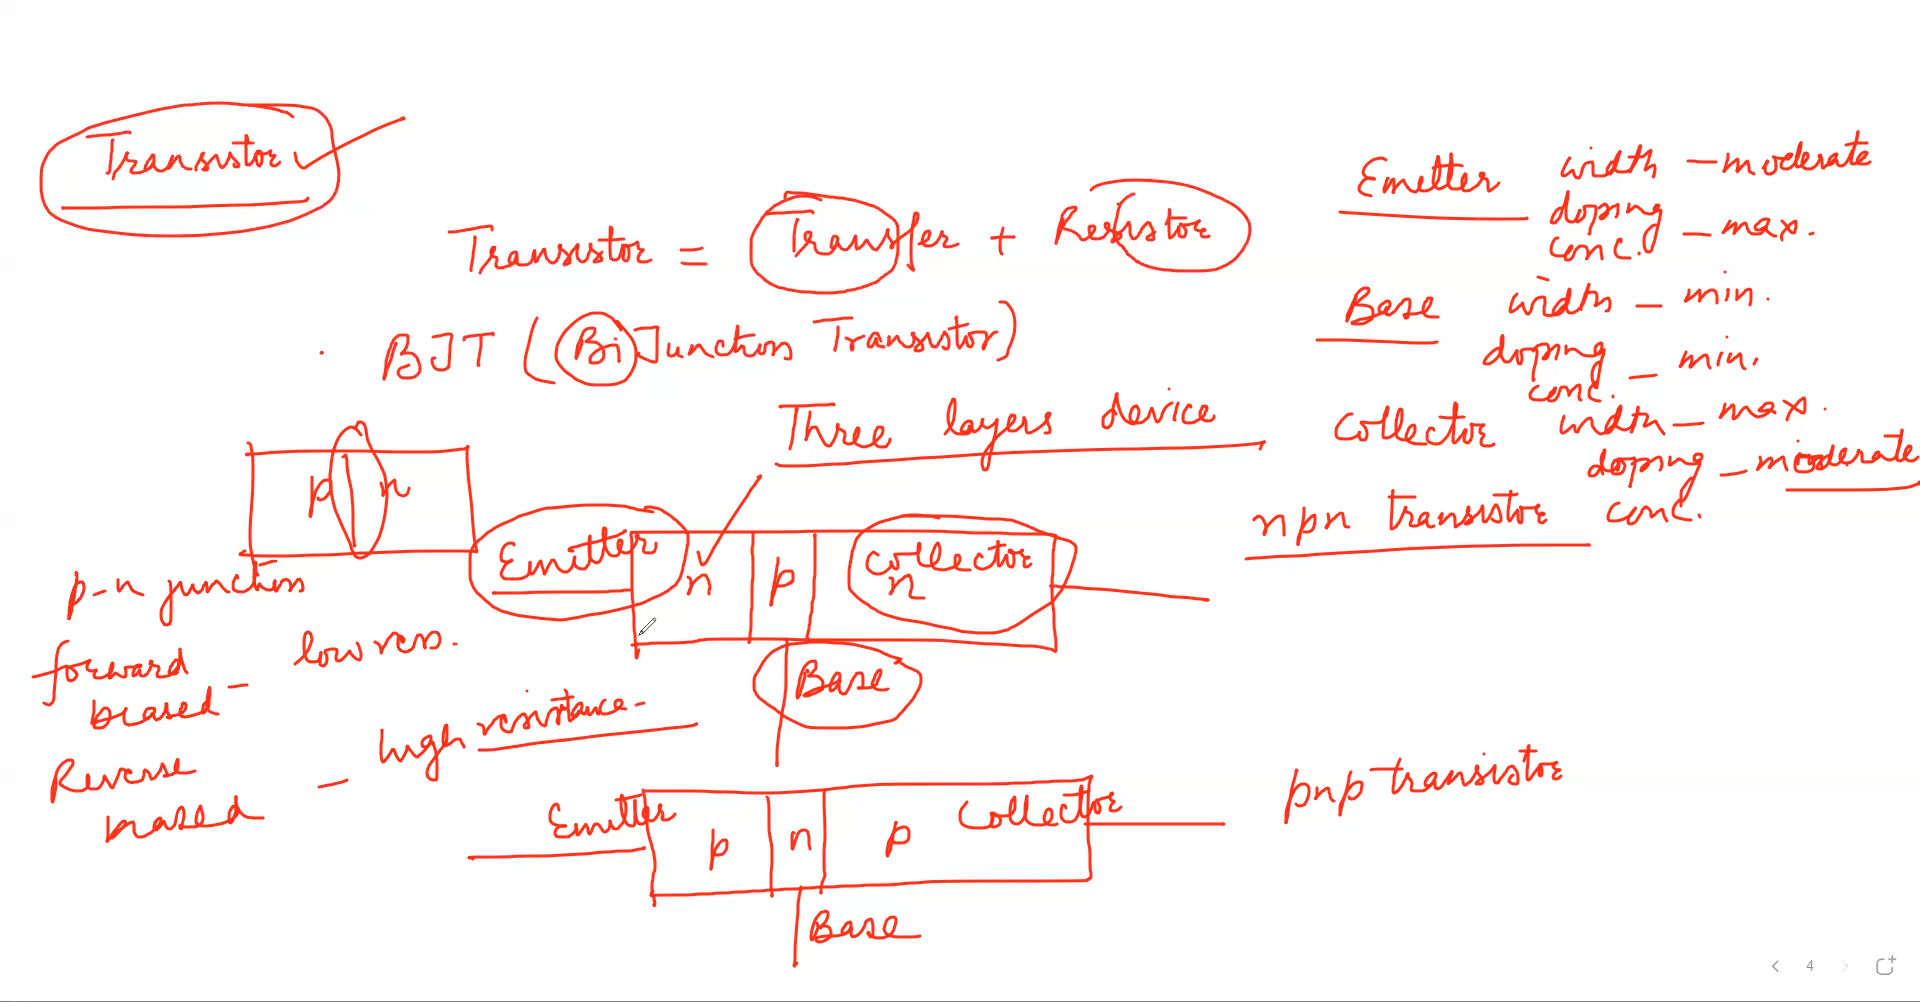 Transistor
Transistor = Transfer + Resistor
BJT (Bi Junction Transistor)
Three layers device
p n
p-n junction
forward biased - low res.
Reverse biased - high resistance-
Emitter n p Collector n
Base
npn transistor
Emitter p n p Collector
Base
pnp transistor
Emetter width - moderate
doping conc. - max.
Base width - min.
doping conc. - min.
Collector width - max.
doping conc. - moderate
4